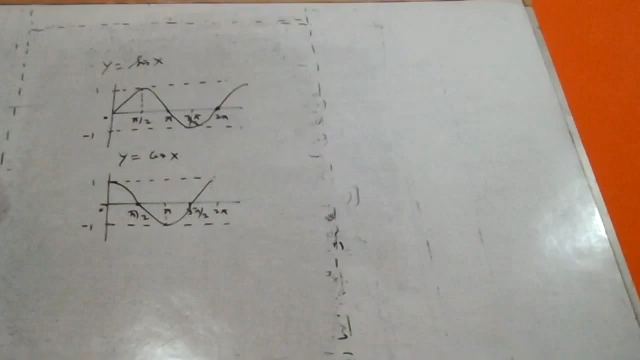 y = sin x
1
0 π/2 π 3π/2 2π
-1
y = cos x
1
0 π/2 π 3π/2 2π
-1